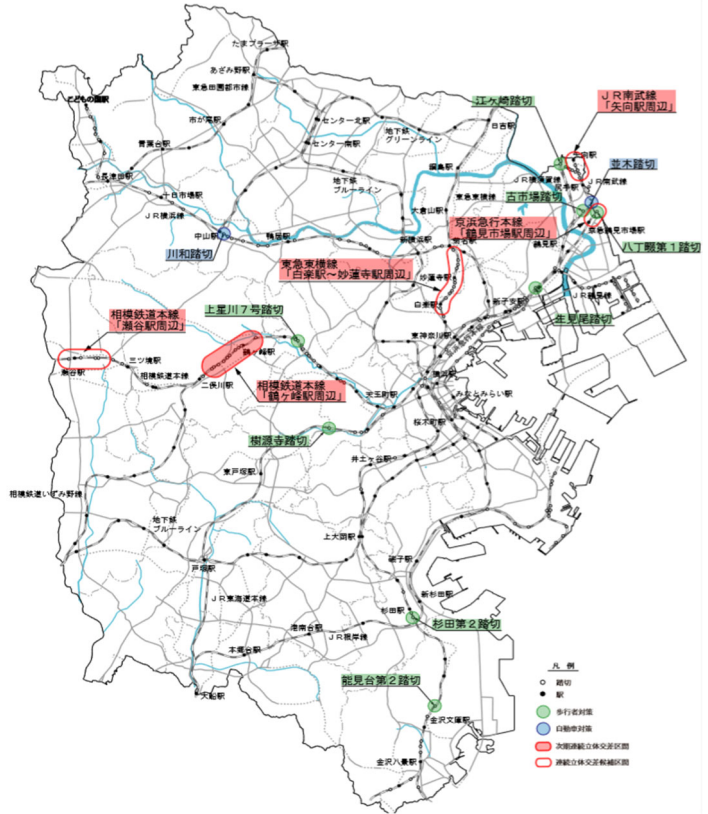 たまプラーザ駅
あざみ野駅
東急田園都市線
こどもの国駅
市が尾駅
センター北駅
地下鉄
グリーンライン
日吉駅
江ヶ崎踏切
ＪＲ南武線
「矢向駅周辺」
青葉台駅
センター南駅
綱島駅
ＪＲ横須賀線
矢向駅
長津田駅
十日市場駅
地下鉄
ブルーライン
東急東横線
ＪＲ南武線
並木踏切
古市場踏切
ＪＲ横浜線
大倉山駅
京浜急行本線
「鶴見市場駅周辺」
京急鶴見市場駅
中山駅
鴨居駅
新横浜駅
菊名駅
鶴見駅
八丁畷第１踏切
川和踏切
東急東横線
「白楽駅～妙蓮寺駅周辺」
妙蓮寺駅
白楽駅
新子安駅
ＪＲ鶴見線
生見尾踏切
上星川７号踏切
相模鉄道本線
「瀬谷駅周辺」
東神奈川駅
瀬谷駅
三ツ境駅
相模鉄道本線
鶴ヶ峰駅
二俣川駅
相模鉄道本線
「鶴ヶ峰駅周辺」
横浜駅
天王町駅
みなとみらい駅
桜木町駅
樹源寺踏切
井土ヶ谷駅
東戸塚駅
相模鉄道いずみ野線
地下鉄
ブルーライン
上大岡駅
磯子駅
戸塚駅
新杉田駅
ＪＲ東海道本線
杉田駅
杉田第２踏切
港南台駅
ＪＲ根岸線
本郷台駅
大船駅
能見台第２踏切
金沢文庫駅
金沢八景駅
凡 例
踏切
駅
歩行者対策
自動車対策
次期連続立体交差区間
連続立体交差候補区間